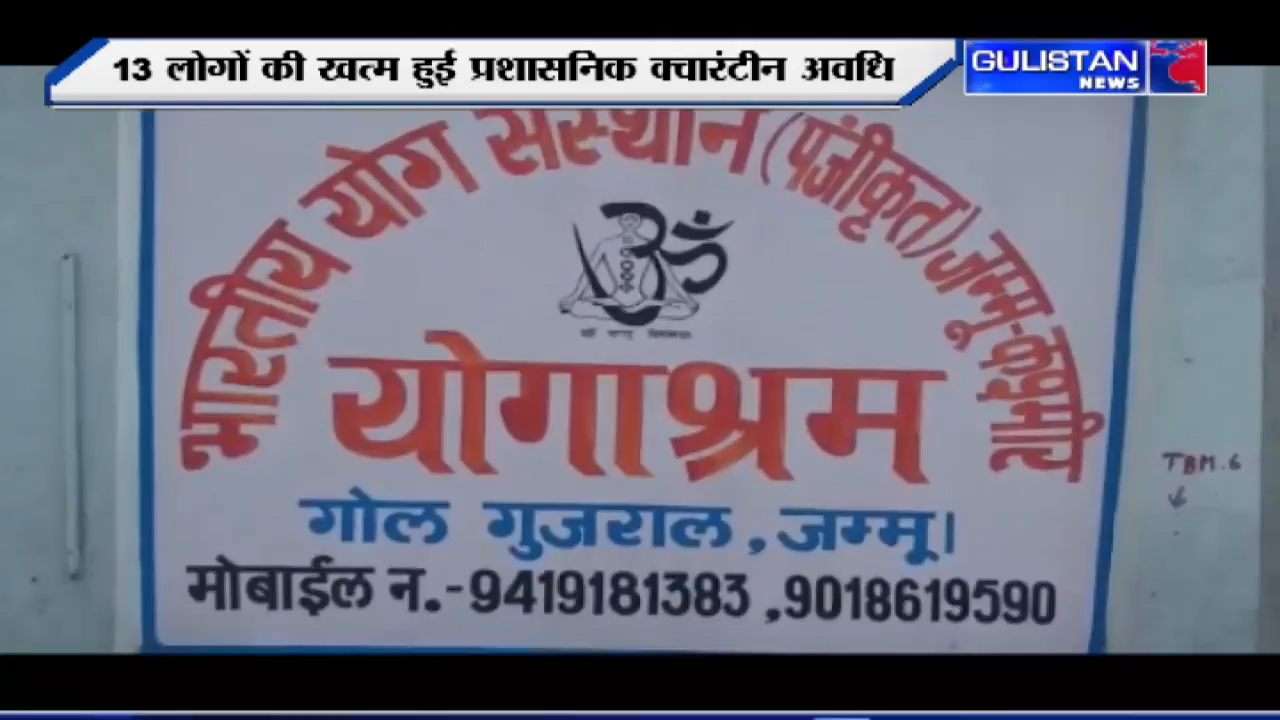 13 लोगों की खत्म हुई प्रशासनिक क्वारंटीन अवधि
GULISTAN
NEWS
भारतीय योग संस्थान (पंजीकृत) जम्मू-कश्मीर
योगाश्रम
गोल गुजराल, जम्मू।
मोबाईल न.-9419181383 ,9018619590
TBM.6